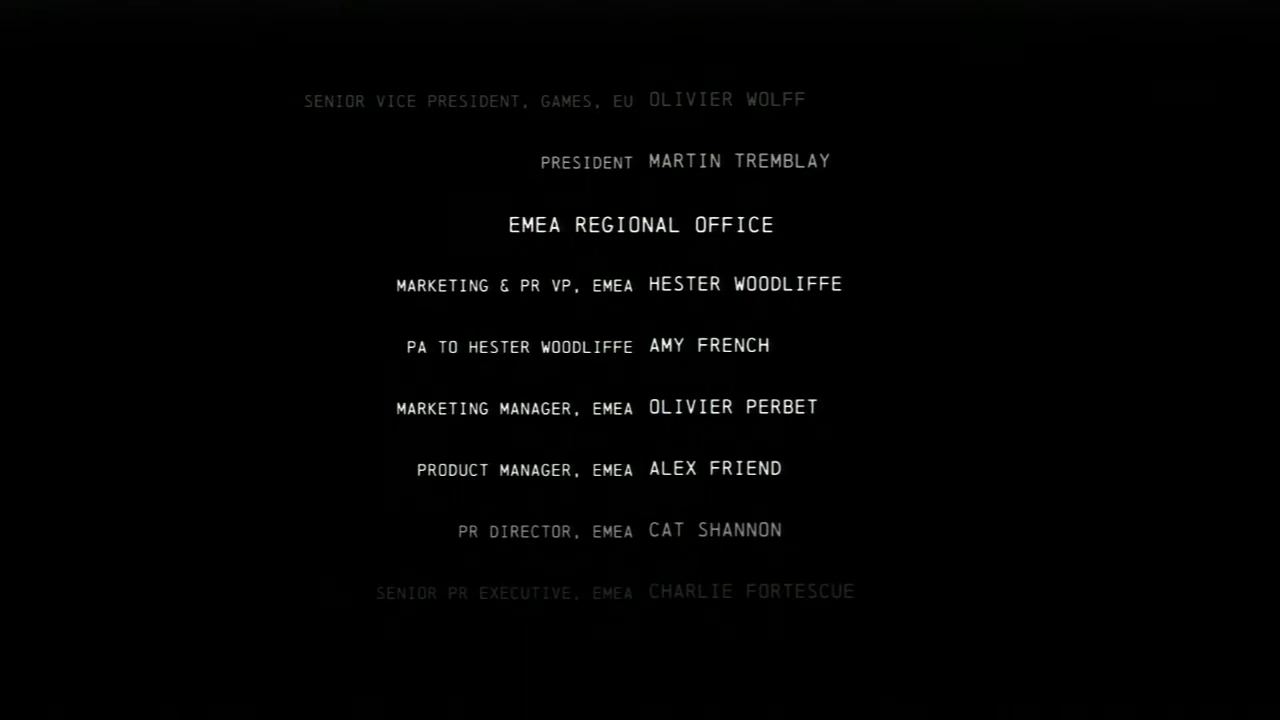 SENIOR VICE PRESIDENT, GAMES, EU OLIVIER WOLFF
PRESIDENT MARTIN TREMBLAY
EMEA REGIONAL OFFICE
MARKETING & PR VP, EMEA HESTER WOODLIFFE
PA TO HESTER WOODLIFFE AMY FRENCH
MARKETING MANAGER, EMEA OLIVIER PERBET
PRODUCT MANAGER, EMEA ALEX FRIEND
PR DIRECTOR, EMEA CAT SHANNON
SENIOR PR EXECUTIVE, EMEA CHARLIE FORTESCUE